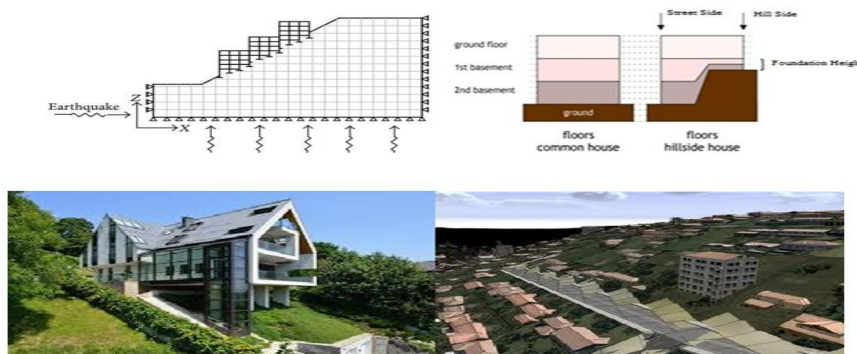 Earthquake
Z
X
Street Side
Hill Side
ground floor
1st basement
2nd basement
Foundation Heigh
ground
floors
common house
floors
hillside house